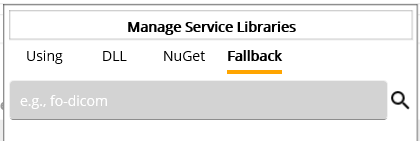 Manage Service Libraries
Using DLL NuGet Fallback
e.g., fo-dicom